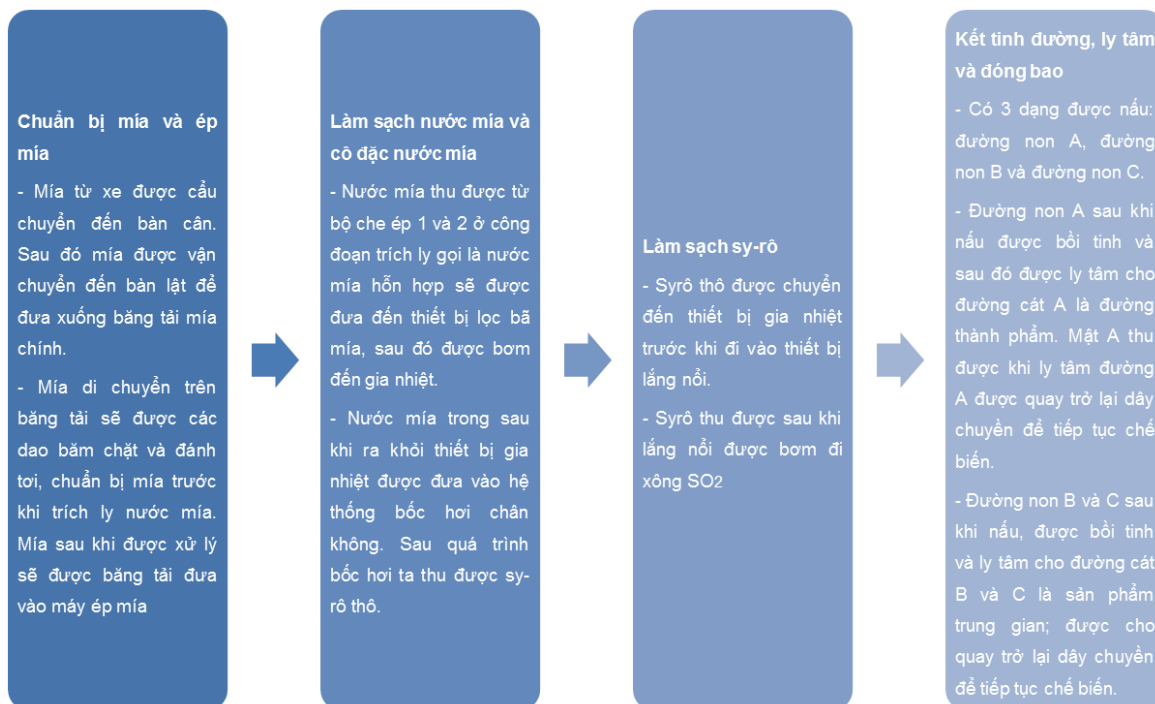 Chuẩn bị mía và ép
mía
- Mía từ xe được cẩu
chuyển đến bàn cân.
Sau đó mía được vận
chuyển đến bàn lật để
đưa xuống băng tải mía
chính.
- Mía di chuyển trên
băng tải sẽ được các
dao băm chặt và đánh
tơi, chuẩn bị mía trước
khi trích ly nước mía.
Mía sau khi được xử lý
sẽ được băng tải đưa
vào máy ép mía
Làm sạch nước mía và
cô đặc nước mía
- Nước mía thu được từ
bộ che ép 1 và 2 ở công
đoạn trích ly gọi là nước
mía hỗn hợp sẽ được
đưa đến thiết bị lọc bã
mía, sau đó được bơm
đến gia nhiệt.
- Nước mía trong sau
khi ra khỏi thiết bị gia
nhiệt được đưa vào hệ
thống bốc hơi chân
không. Sau quá trình
bốc hơi ta thu được sy-
rô thô.
Làm sạch sy-rô
- Syrô thô được chuyển
đến thiết bị gia nhiệt
trước khi đi vào thiết bị
lắng nổi.
- Syrô thu được sau khi
lắng nổi được bơm đi
xông SO2
Kết tinh đường, ly tâm
và đóng bao
- Có 3 dạng được nấu:
đường non A, đường
non B và đường non C.
- Đường non A sau khi
nấu được bồi tinh và
sau đó được ly tâm cho
đường cát A là đường
thành phẩm. Mật A thu
được khi ly tâm đường
A được quay trở lại dây
chuyền để tiếp tục chế
biến.
- Đường non B và C sau
khi nấu, được bồi tinh
và ly tâm cho đường cát
B và C là sản phẩm
trung gian; được cho
quay trở lại dây chuyền
để tiếp tục chế biến.